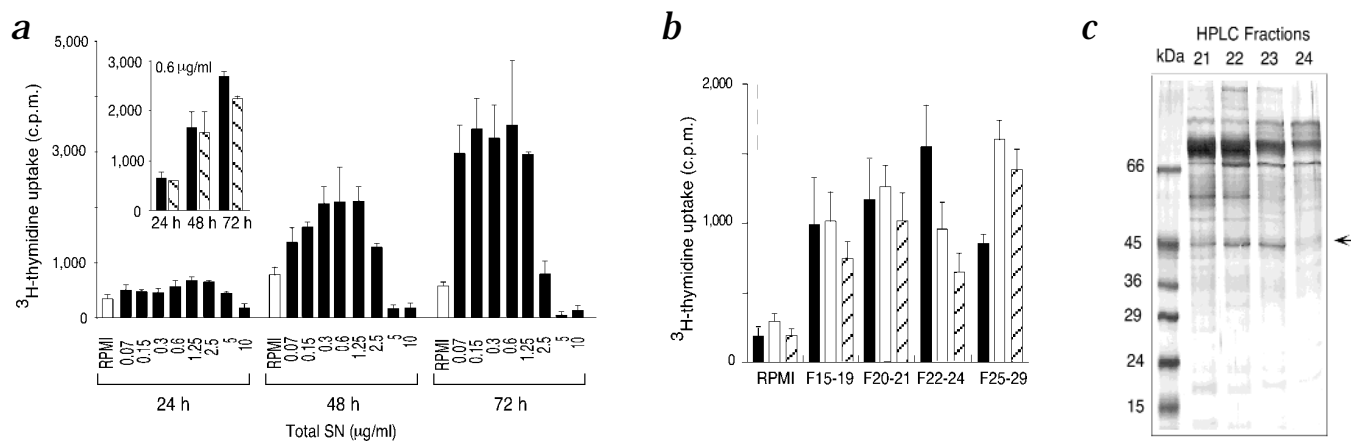 a
5,000
3,000
1,000
0
³H-thymidine uptake (c.p.m.)
3,000
2,000
1,000
0
0.6 µg/ml
24 h 48 h 72 h
RPMI 0.07 0.15 0.3 0.6 1.25 2.5 5 10
RPMI 0.07 0.15 0.3 0.6 1.25 2.5 5 10
RPMI 0.07 0.15 0.3 0.6 1.25 2.5 5 10
24 h 48 h 72 h
Total SN (µg/ml)
b
2,000
1,000
0
³H-thymidine uptake (c.p.m.)
RPMI F15-19 F20-21 F22-24 F25-29
c
HPLC Fractions
kDa 21 22 23 24
66
45
36
29
24
15